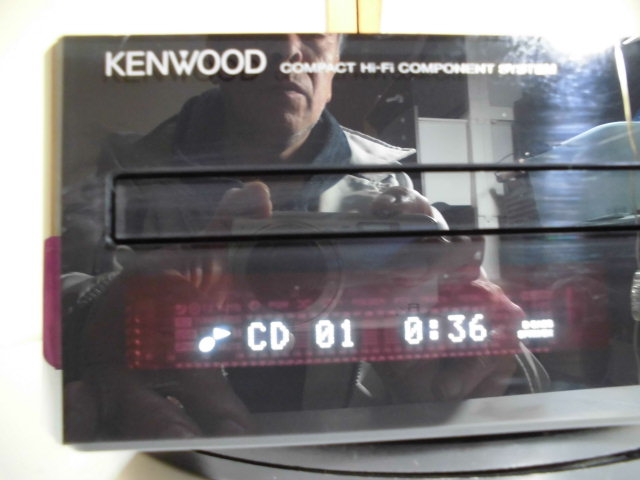 KENWOOD COMPACT Hi-Fi COMPONENT SYSTEM
CD 01 0:36